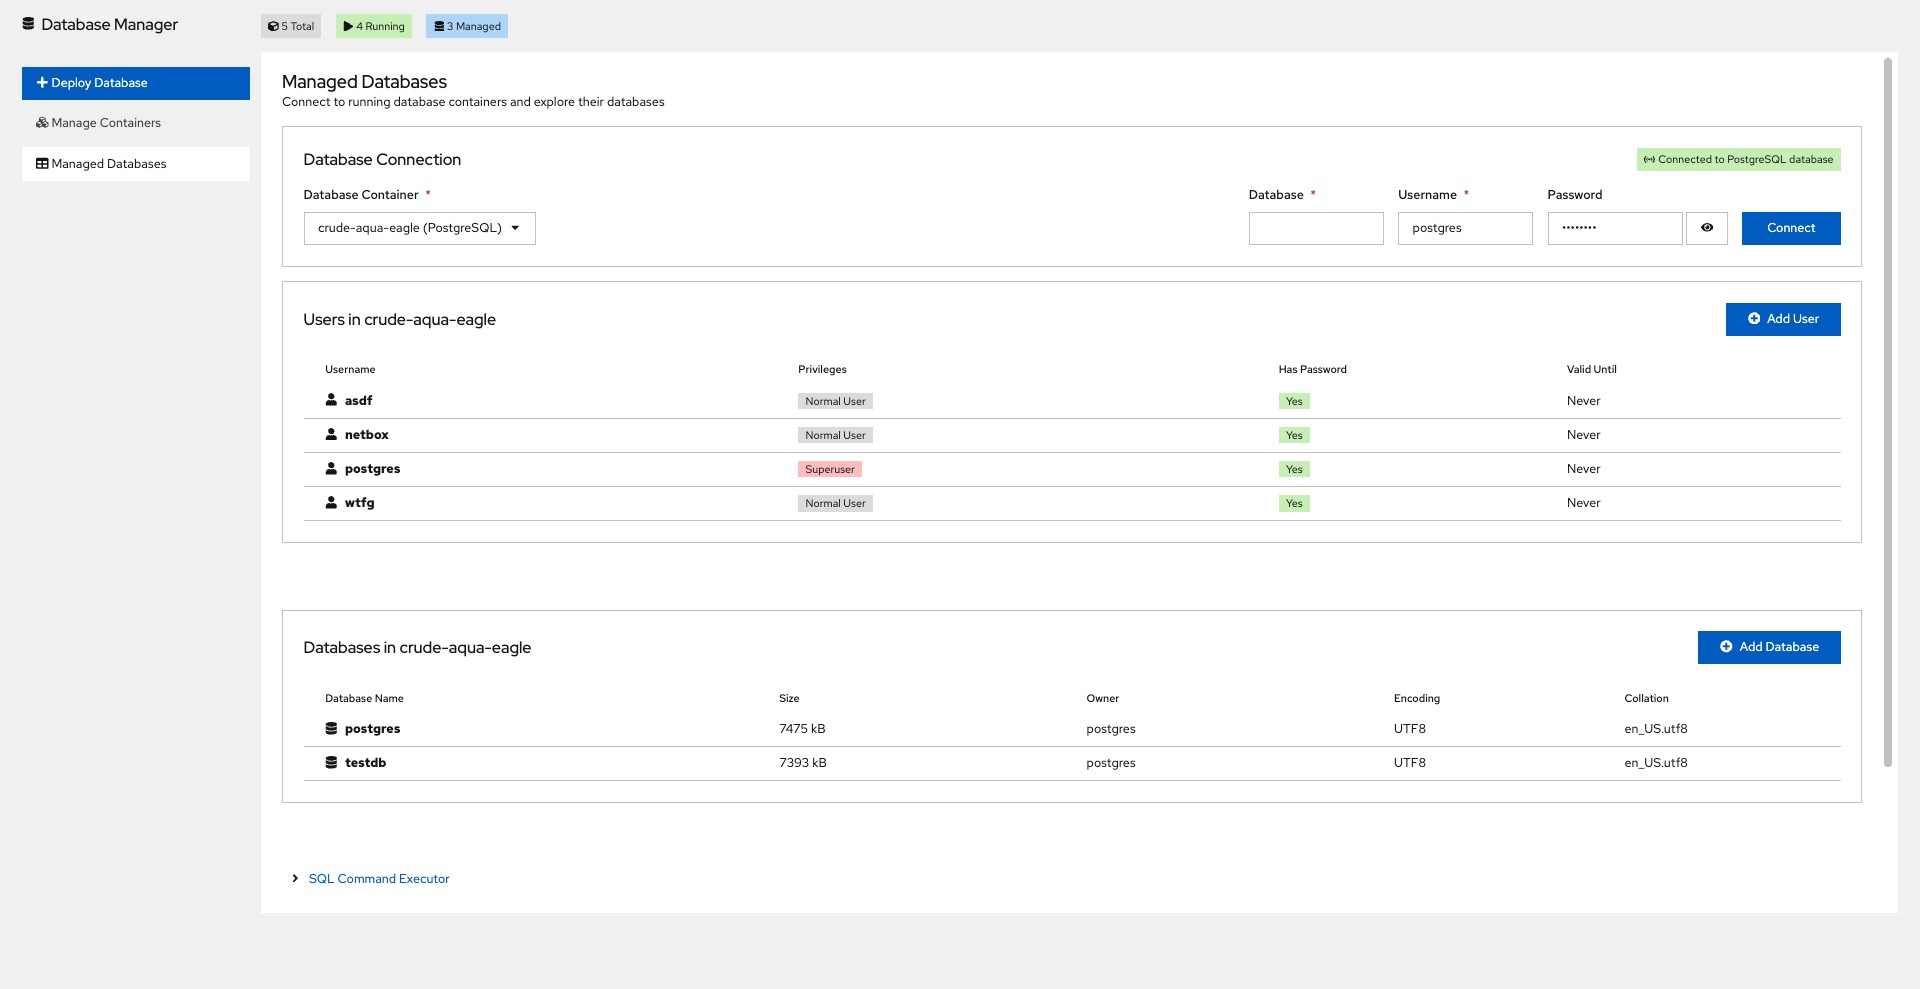 Database Manager
5 Total
4 Running
3 Managed
Deploy Database
Manage Containers
Managed Databases
Managed Databases
Connect to running database containers and explore their databases
Database Connection
Connected to PostgreSQL database
Database Container *
Database *
Username *
Password
crude-aqua-eagle (PostgreSQL)
postgres
••••••••
Connect
Users in crude-aqua-eagle
Add User
Username Privileges Has Password Valid Until
asdf Normal User Yes Never
netbox Normal User Yes Never
postgres Superuser Yes Never
wtfg Normal User Yes Never
Databases in crude-aqua-eagle
Add Database
Database Name Size Owner Encoding Collation
postgres 7475 kB postgres UTF8 en_US.utf8
testdb 7393 kB postgres UTF8 en_US.utf8
SQL Command Executor